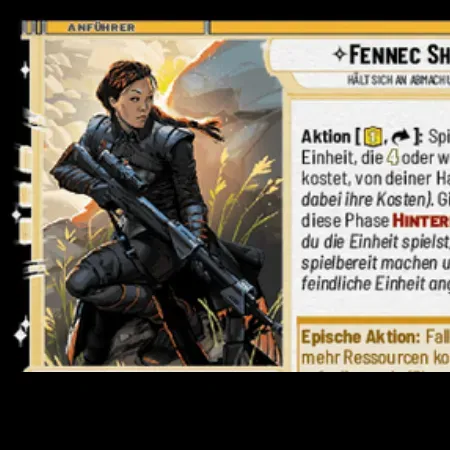 ANFÜHRER
FENNEC SH
HÄLT SICH AN ABMACHU
Aktion [1, ]: Spi
Einheit, die 4 oder w
kostet, von deiner Ha
dabei ihre Kosten). Gi
diese Phase HINTER
du die Einheit spielst,
spielbereit machen u
feindliche Einheit ang
Epische Aktion: Fall
mehr Ressourcen ko